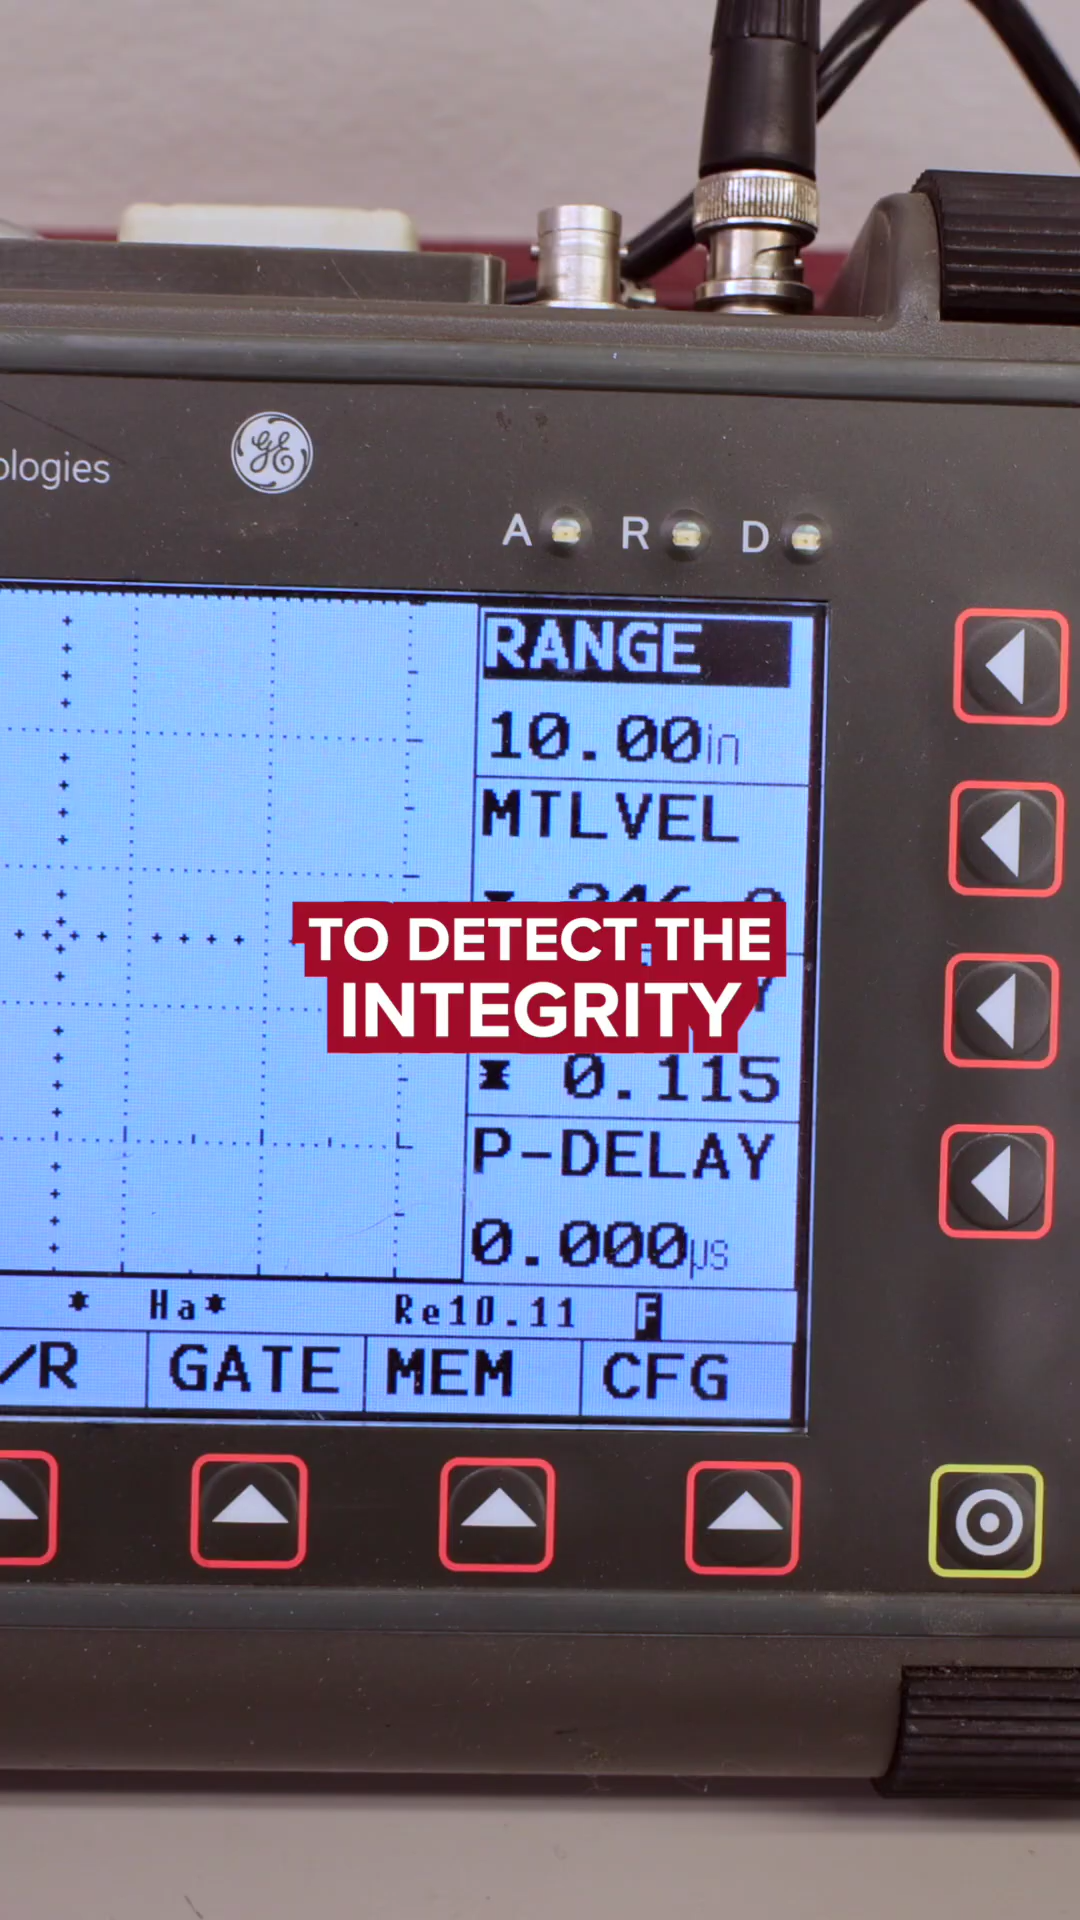 ologies
GE
A R D
RANGE
10.00in
MTLVEL
TO DETECT THE
INTEGRITY
0.115
P-DELAY
0.000µs
* Ha* Re10.11 F
/R GATE MEM CFG